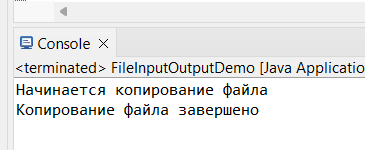 Console
<terminated> FileInputOutputDemo [Java Applicatio
Начинается копирование файла
Копирование файла завершено